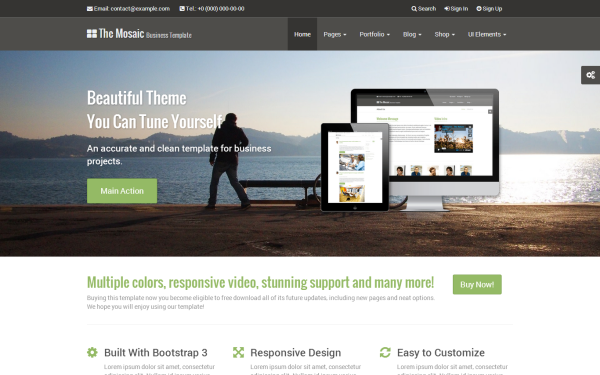 Email: contact@example.com Tel.: +0 (000) 000-00-00 Search Sign In Sign Up
The Mosaic Business Template Home Pages Portfolio Blog Shop UI Elements
Beautiful Theme
You Can Tune Yourself
An accurate and clean template for business
projects.
Main Action
Multiple colors, responsive video, stunning support and many more!
Buy Now!
Buying this template now you become eligible to free download all of its future updates, including new pages and neat options.
We hope you will enjoy using our template!
Built With Bootstrap 3 Responsive Design Easy to Customize
Lorem ipsum dolor sit amet, consectetur Lorem ipsum dolor sit amet, consectetur Lorem ipsum dolor sit amet, consectetur